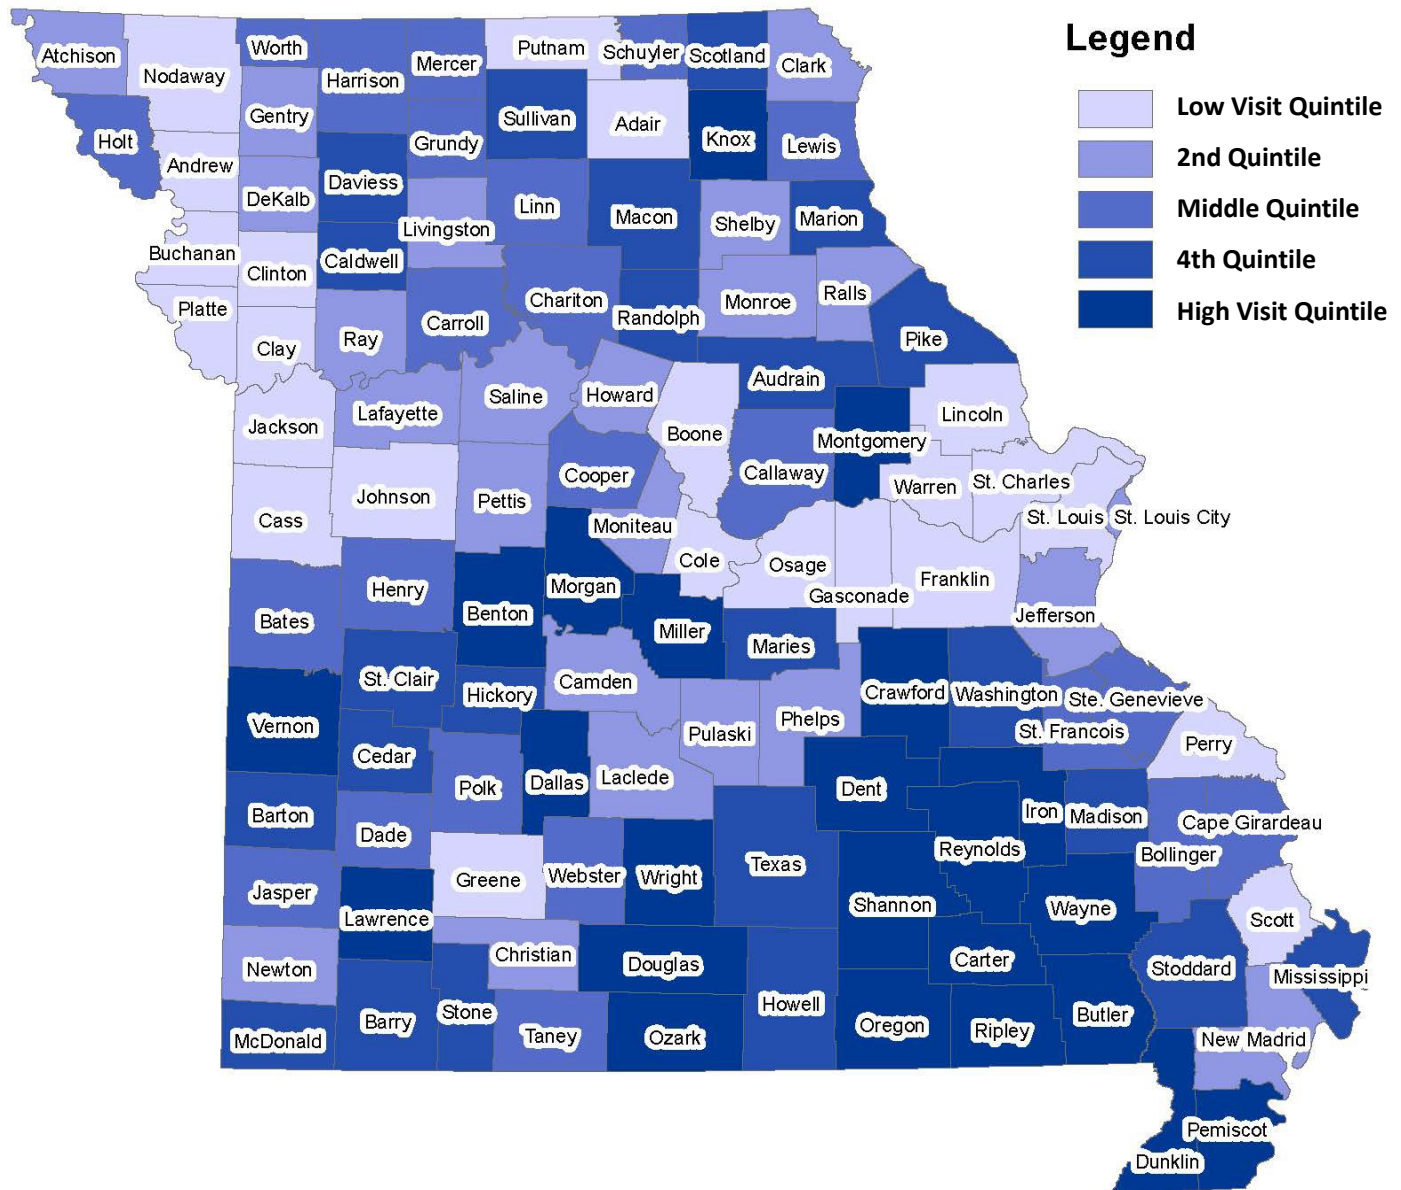 Legend
Low Visit Quintile
2nd Quintile
Middle Quintile
4th Quintile
High Visit Quintile
Atchison
Nodaway
Worth
Harrison
Mercer
Putnam
Schuyler
Scotland
Clark
Holt
Gentry
Grundy
Sullivan
Adair
Knox
Lewis
Andrew
DeKalb
Daviess
Livingston
Linn
Macon
Shelby
Marion
Buchanan
Clinton
Caldwell
Chariton
Randolph
Monroe
Ralls
Platte
Clay
Ray
Carroll
Pike
Audrain
Jackson
Lafayette
Saline
Howard
Boone
Callaway
Montgomery
Lincoln
Cass
Johnson
Pettis
Cooper
Moniteau
Warren
St. Charles
St. Louis
St. Louis City
Cole
Osage
Gasconade
Franklin
Jefferson
Bates
Henry
Benton
Morgan
Miller
Maries
St. Clair
Hickory
Camden
Pulaski
Phelps
Crawford
Washington
Ste. Genevieve
St. Francois
Perry
Vernon
Cedar
Polk
Dallas
Laclede
Dent
Iron
Madison
Cape Girardeau
Bollinger
Barton
Dade
Reynolds
Jasper
Lawrence
Greene
Webster
Wright
Texas
Shannon
Wayne
Scott
Newton
Christian
Douglas
Carter
Stoddard
Mississippi
McDonald
Barry
Stone
Taney
Ozark
Howell
Oregon
Ripley
Butler
New Madrid
Pemiscot
Dunklin